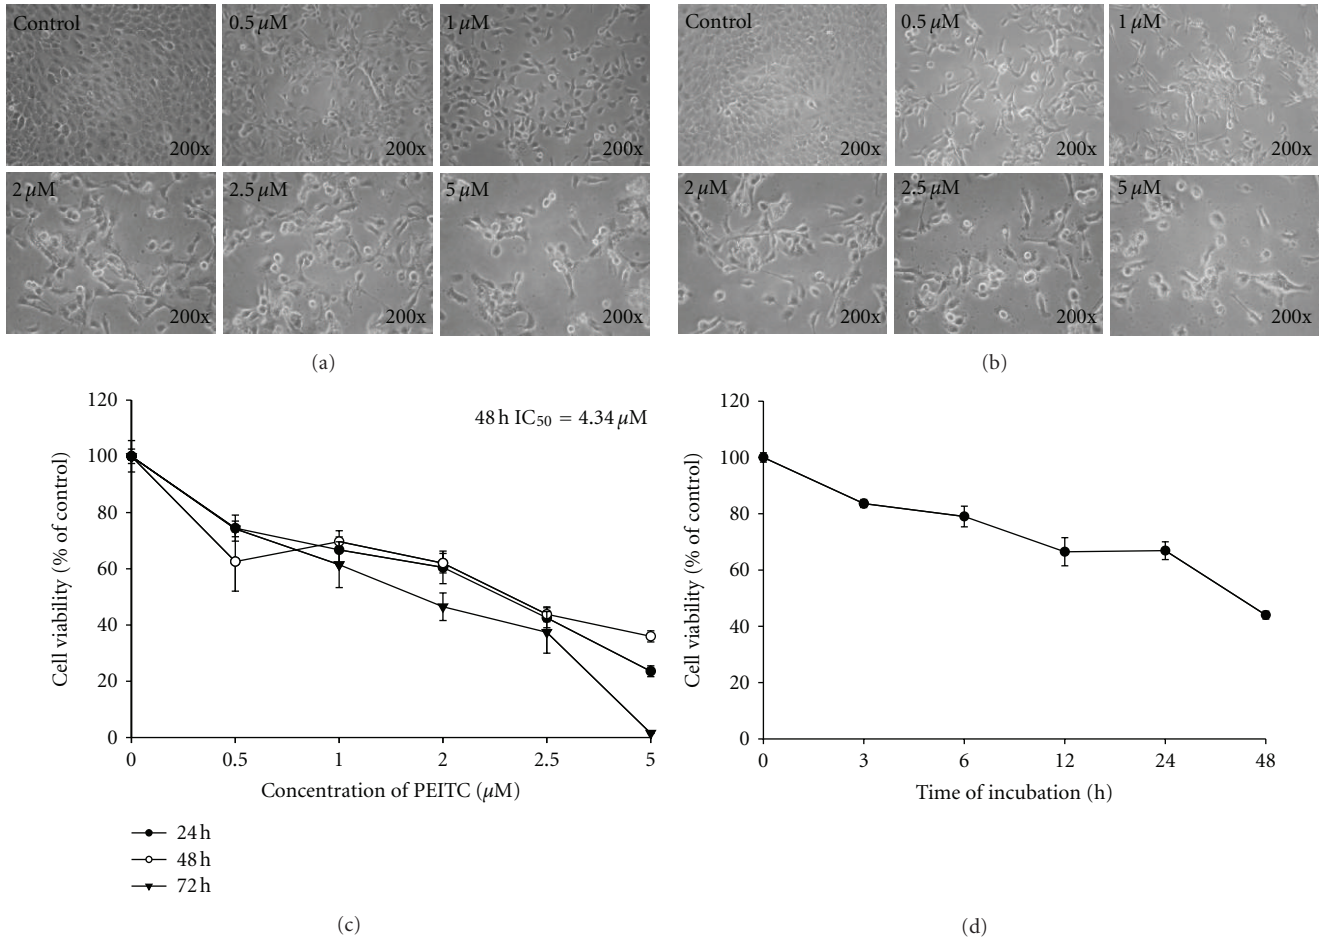 Control
0.5 µM
1 µM
200x
200x
200x
2 µM
2.5 µM
5 µM
200x
200x
200x
(a)
Control
0.5 µM
1 µM
200x
200x
200x
2 µM
2.5 µM
5 µM
200x
200x
200x
(b)
48 h IC₅₀ = 4.34 µM
Cell viability (% of control)
120
100
80
60
40
20
0
0 0.5 1 2 2.5 5
Concentration of PEITC (µM)
24 h
48 h
72 h
(c)
Cell viability (% of control)
120
100
80
60
40
20
0
0 3 6 12 24 48
Time of incubation (h)
(d)